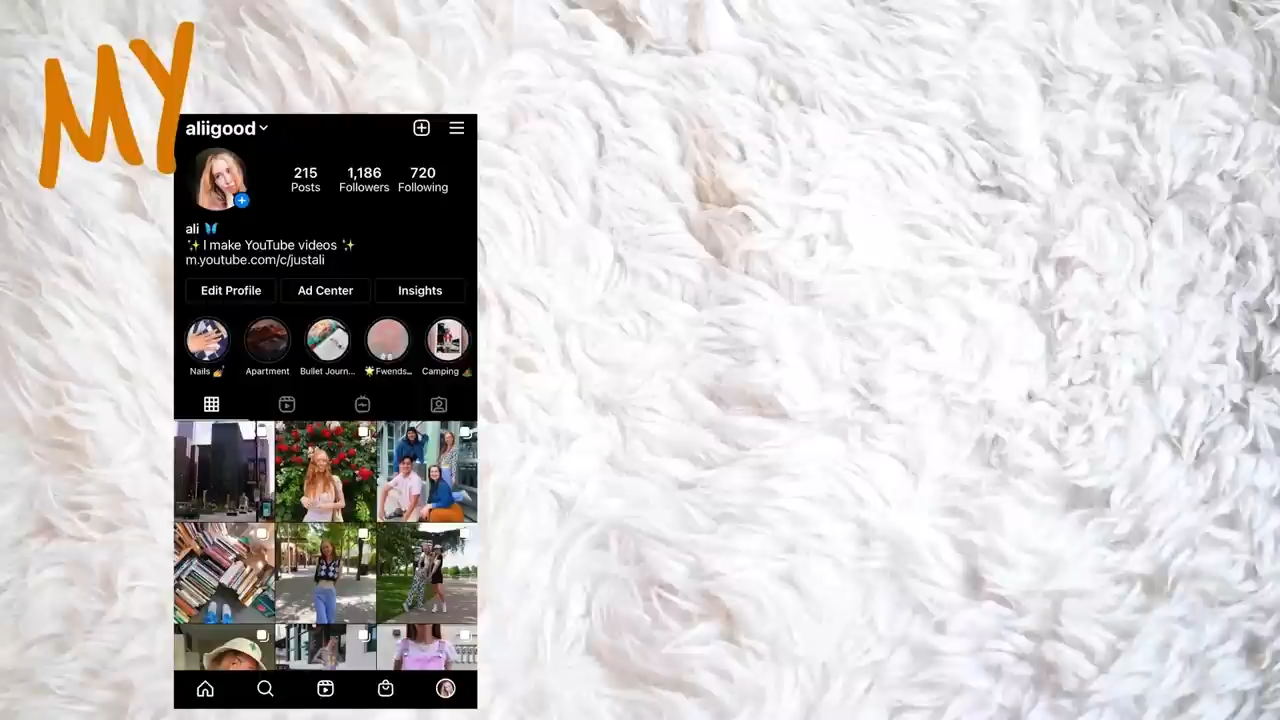 MY
aliigood
215 1,186 720
Posts Followers Following
ali
I make YouTube videos
m.youtube.com/c/justali
Edit Profile Ad Center Insights
Nails Apartment Bullet Journ... Fwends... Camping